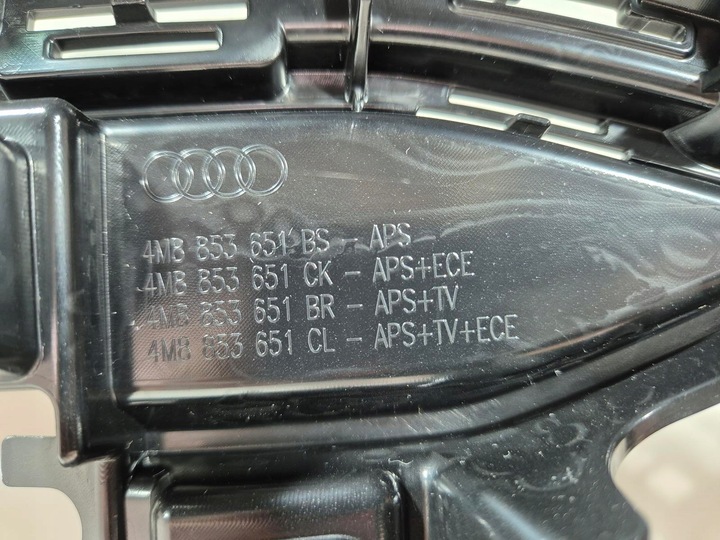 4M8 853 651 BS - APS
4M8 853 651 CK - APS+ECE
4M8 853 651 BR - APS+TV
4M8 853 651 CL - APS+TV+ECE